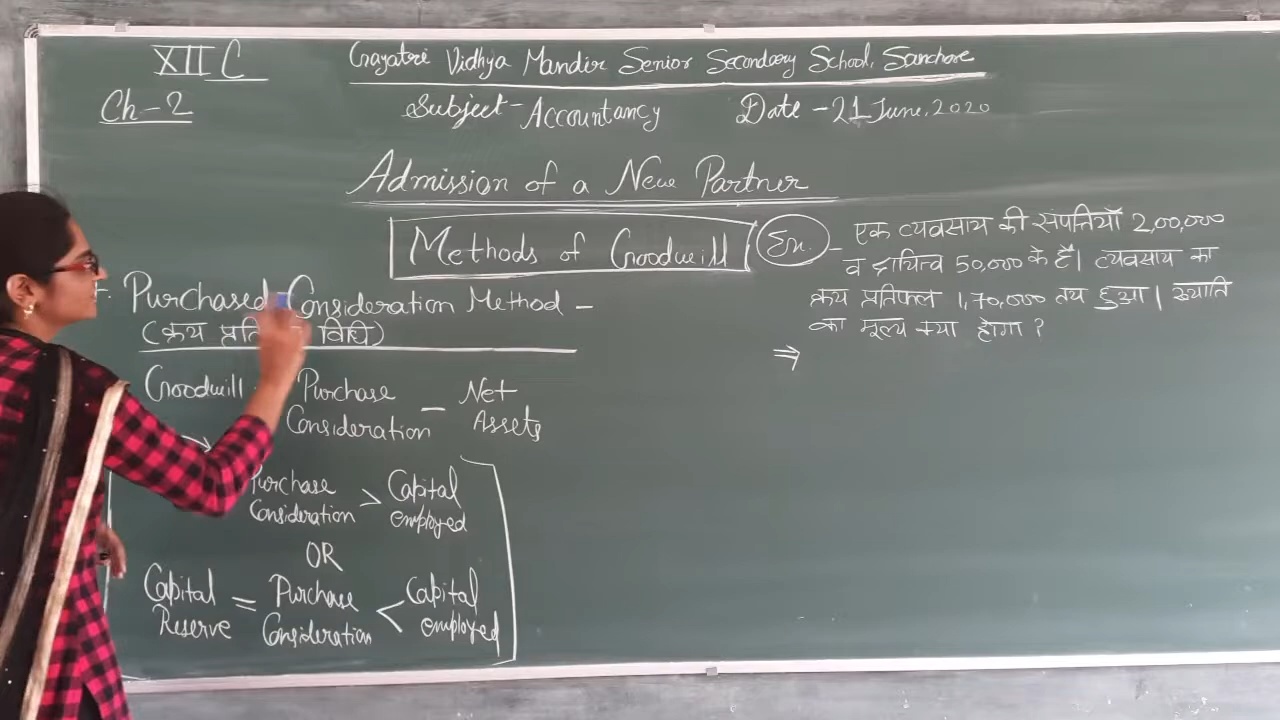 XII C
Gayatri Vidhya Mandir Senior Secondary School, Sanchore
Ch-2
Subject-Accountancy
Date - 21 June, 2020
Admission of a New Partner
Methods of Goodwill
Purchased Consideration Method -
(क्रय विधि)
Goodwill Purchase Consideration - Net Assets
Purchase Consideration > Capital employed
OR
Capital Reserve = Purchase Consideration < Capital employed
Ex. - एक व्यवसाय की संपत्तियाँ 2,00,000
व दायित्व 50,000 के हैं। व्यवसाय का
क्रय प्रतिफल 1,70,000 तय हुआ। ख्याति
का मूल्य क्या होगा ?
⇒